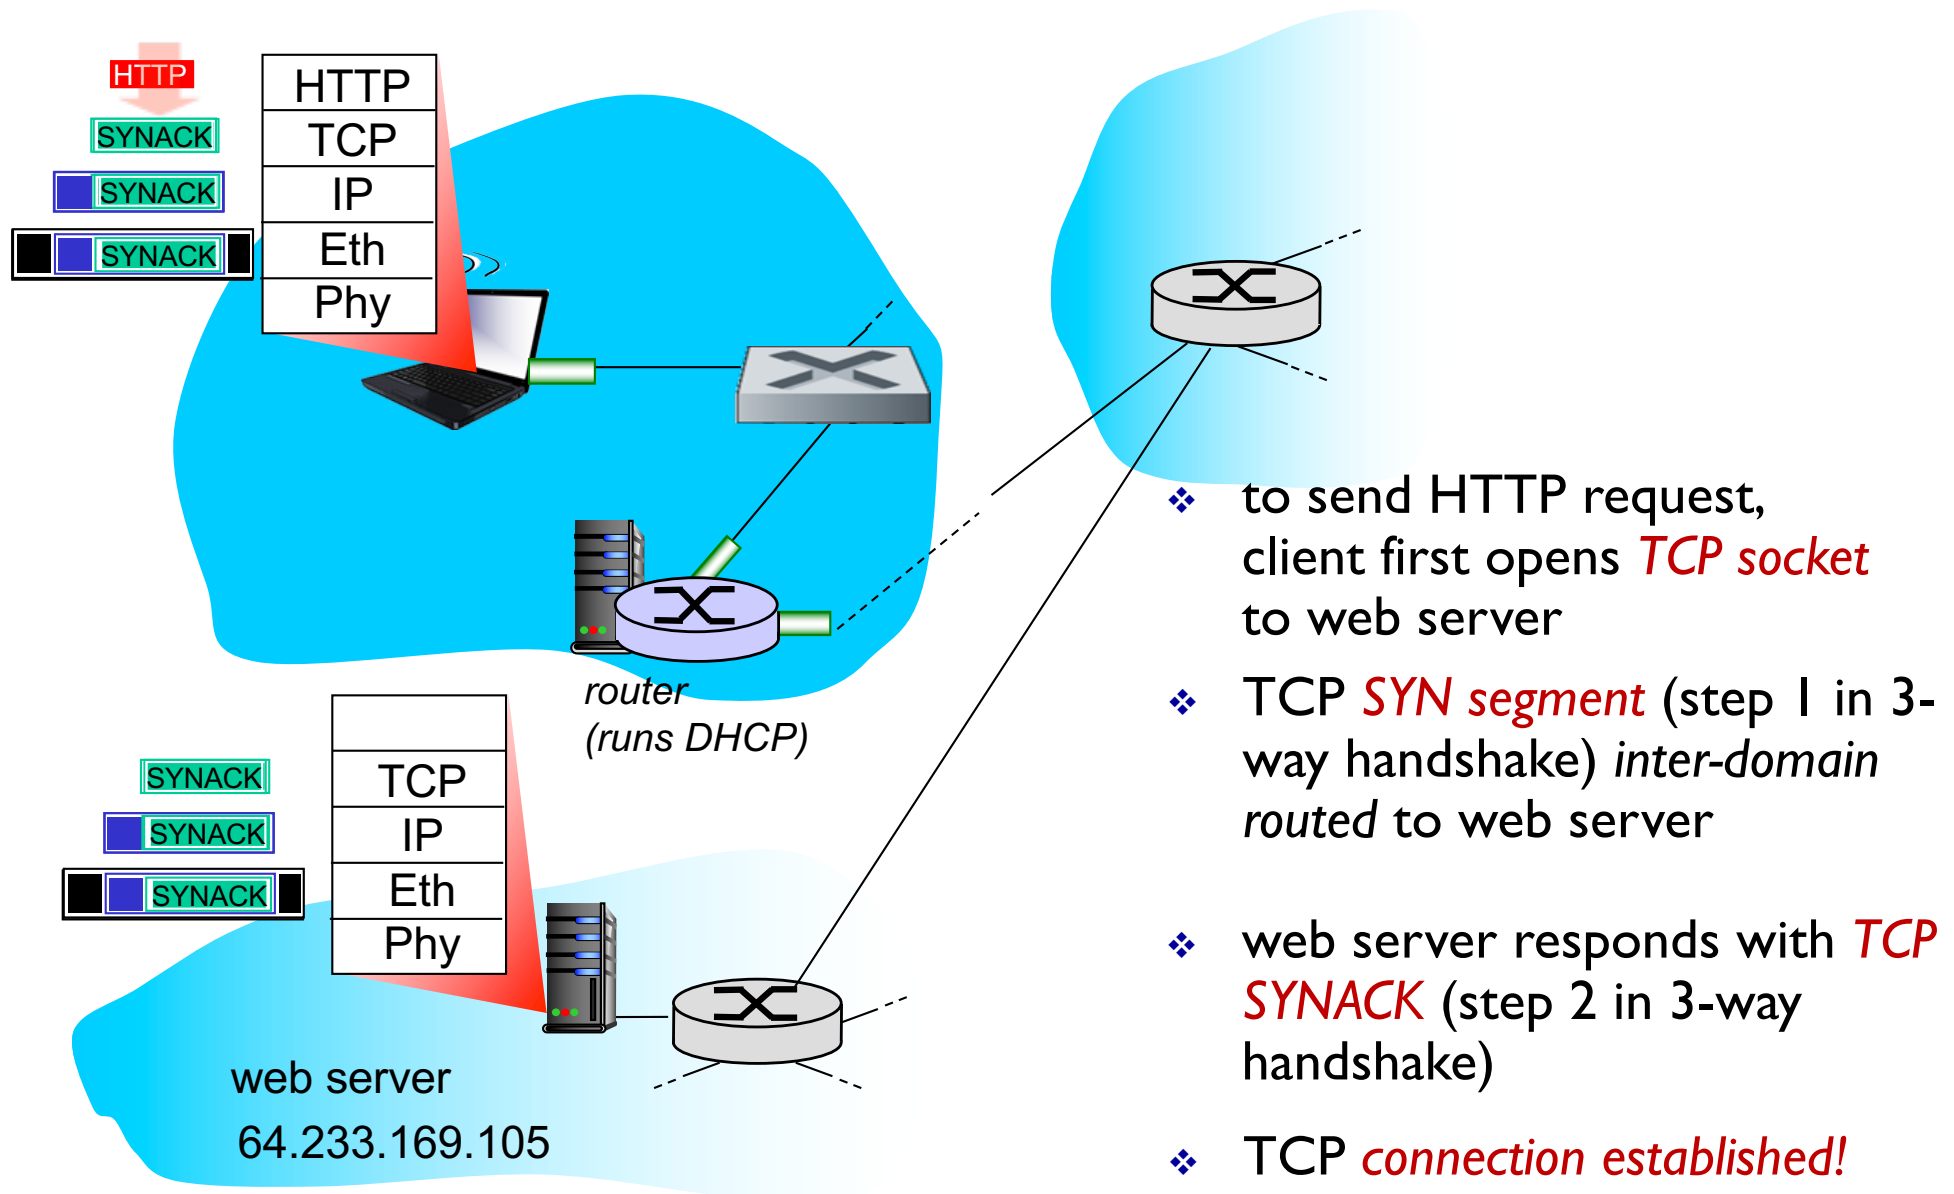 HTTP
SYNACK
SYNACK
SYNACK
HTTP
TCP
IP
Eth
Phy
router
(runs DHCP)
SYNACK
SYNACK
SYNACK
TCP
IP
Eth
Phy
web server
64.233.169.105
to send HTTP request,
client first opens TCP socket
to web server
TCP SYN segment (step 1 in 3-
way handshake) inter-domain
routed to web server
web server responds with TCP
SYNACK (step 2 in 3-way
handshake)
TCP connection established!